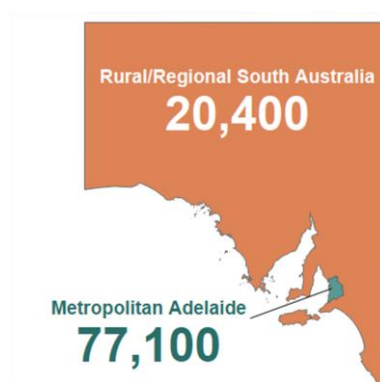 Rural/Regional South Australia
20,400
Metropolitan Adelaide
77,100